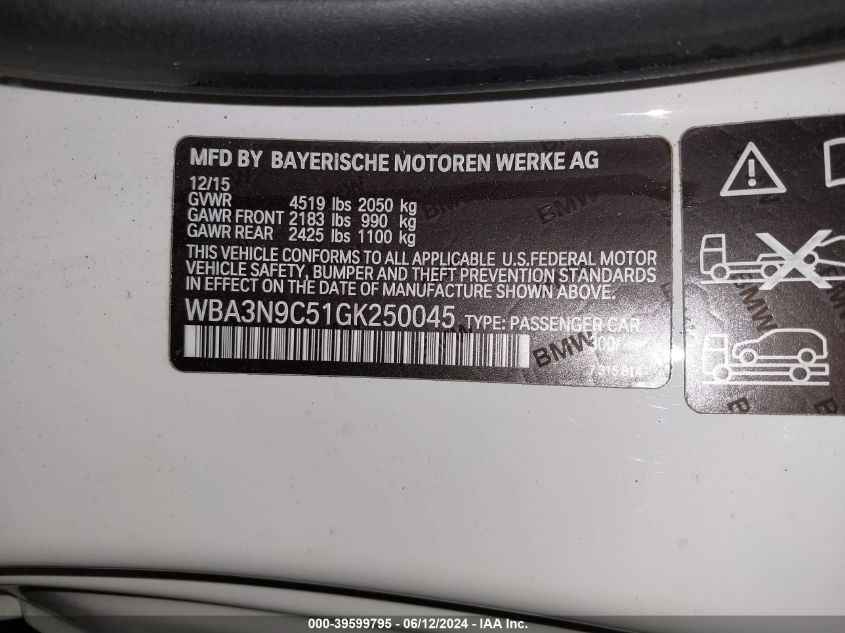 MFD BY BAYERISCHE MOTOREN WERKE AG
12/15
GVWR 4519 lbs 2050 kg
GAWR FRONT 2183 lbs 990 kg
GAWR REAR 2425 lbs 1100 kg
THIS VEHICLE CONFORMS TO ALL APPLICABLE U.S.FEDERAL MOTOR
VEHICLE SAFETY, BUMPER AND THEFT PREVENTION STANDARDS
IN EFFECT ON THE DATE OF MANUFACTURE SHOWN ABOVE.
WBA3N9C51GK250045 TYPE: PASSENGER CAR
BMW
000-39599795 - 06/12/2024 - IAA Inc.